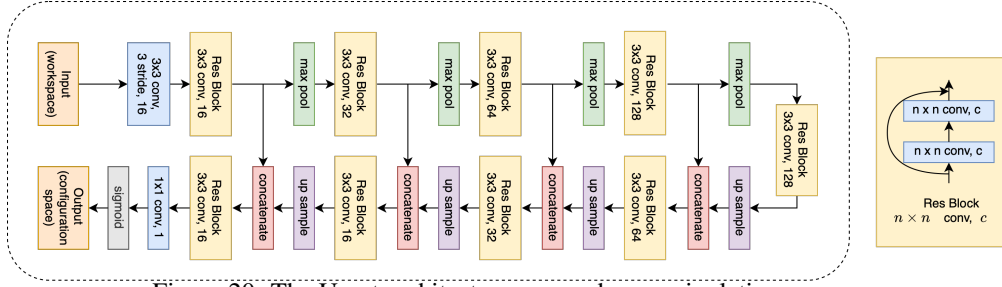 Input
(workspace)
3x3 conv,
3 stride, 16
Res Block
3x3 conv, 16
max pool
Res Block
3x3 conv, 32
max pool
Res Block
3x3 conv, 64
max pool
Res Block
3x3 conv, 128
max pool
Res Block
3x3 conv, 128
up sample
concatenate
Res Block
3x3 conv, 64
up sample
concatenate
Res Block
3x3 conv, 32
up sample
concatenate
Res Block
3x3 conv, 16
up sample
concatenate
Res Block
3x3 conv, 16
1x1 conv, 1
sigmoid
Output
(configuration
space)
n x n conv, c
n x n conv, c
Res Block
n × n conv, c